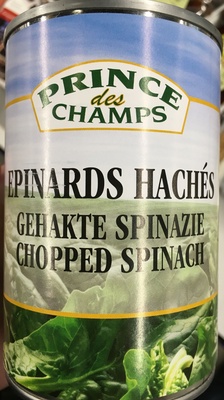 PRINCE
des
CHAMPS
EPINARDS HACHÉS
GEHAKTE SPINAZIE
CHOPPED SPINACH